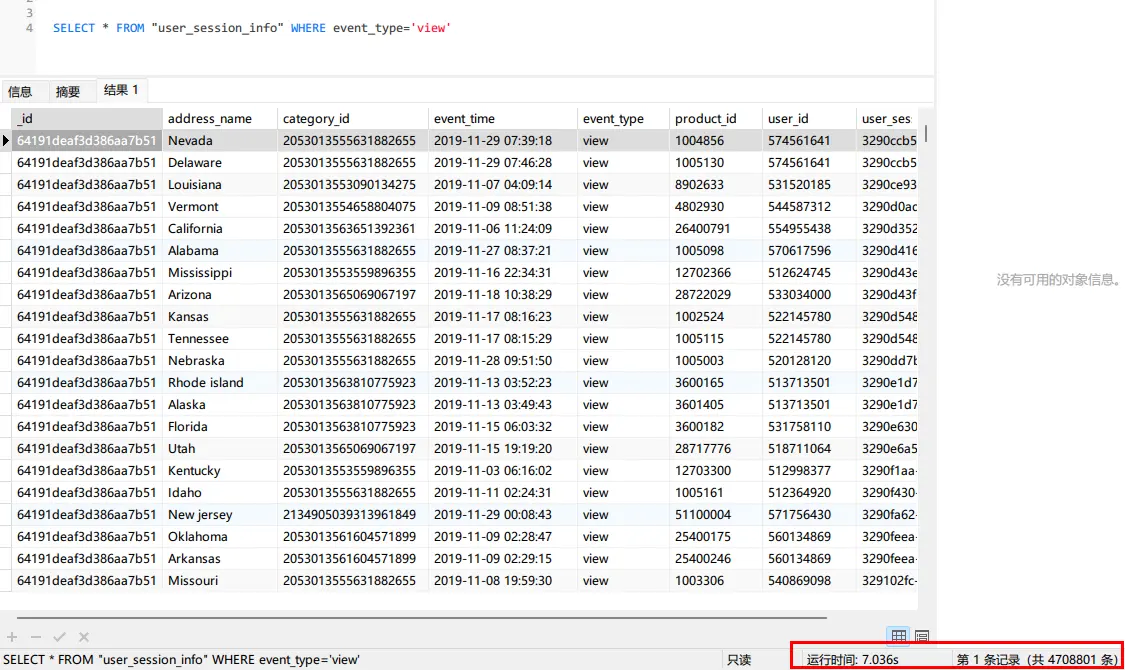 3
4 SELECT * FROM "user_session_info" WHERE event_type='view'
信息 摘要 结果 1
_id address_name category_id event_time event_type product_id user_id user_ses
64191deaf3d386aa7b51 Nevada 2053013555631882655 2019-11-29 07:39:18 view 1004856 574561641 3290ccb5
64191deaf3d386aa7b51 Delaware 2053013555631882655 2019-11-29 07:46:28 view 1005130 574561641 3290ccb5
64191deaf3d386aa7b51 Louisiana 2053013553090134275 2019-11-07 04:09:14 view 8902633 531520185 3290ce93
64191deaf3d386aa7b51 Vermont 2053013554658804075 2019-11-09 08:51:38 view 4802930 544587312 3290d0ac
64191deaf3d386aa7b51 California 2053013563651392361 2019-11-06 11:24:09 view 26400791 554955438 3290d352
64191deaf3d386aa7b51 Alabama 2053013555631882655 2019-11-27 08:37:21 view 1005098 570617596 3290d416
64191deaf3d386aa7b51 Mississippi 2053013553559896355 2019-11-16 22:34:31 view 12702366 512624745 3290d43e
64191deaf3d386aa7b51 Arizona 2053013565069067197 2019-11-18 10:38:29 view 28722029 533034000 3290d43f
64191deaf3d386aa7b51 Kansas 2053013555631882655 2019-11-17 08:16:23 view 1002524 522145780 3290d548
64191deaf3d386aa7b51 Tennessee 2053013555631882655 2019-11-17 08:15:29 view 1005115 522145780 3290d548
64191deaf3d386aa7b51 Nebraska 2053013555631882655 2019-11-28 09:51:50 view 1005003 520128120 3290dd7b
64191deaf3d386aa7b51 Rhode island 2053013563810775923 2019-11-13 03:52:23 view 3600165 513713501 3290e1d7
64191deaf3d386aa7b51 Alaska 2053013563810775923 2019-11-13 03:49:43 view 3601405 513713501 3290e1d7
64191deaf3d386aa7b51 Florida 2053013563810775923 2019-11-15 06:03:32 view 3600182 531758110 3290e630
64191deaf3d386aa7b51 Utah 2053013565069067197 2019-11-15 19:19:20 view 28717776 518711064 3290e6a5
64191deaf3d386aa7b51 Kentucky 2053013553559896355 2019-11-03 06:16:02 view 12703300 512998377 3290f1aa-
64191deaf3d386aa7b51 Idaho 2053013555631882655 2019-11-11 02:24:31 view 1005161 512364920 3290f430-
64191deaf3d386aa7b51 New jersey 2134905039313961849 2019-11-29 00:08:43 view 51100004 571756430 3290fa62-
64191deaf3d386aa7b51 Oklahoma 2053013561604571899 2019-11-09 02:28:47 view 25400175 560134869 3290feea-
64191deaf3d386aa7b51 Arkansas 2053013561604571899 2019-11-09 02:29:15 view 25400246 560134869 3290feea-
64191deaf3d386aa7b51 Missouri 2053013555631882655 2019-11-08 19:59:30 view 1003306 540869098 329102fc-
没有可用的对象信息。
SELECT * FROM "user_session_info" WHERE event_type='view' 只读 运行时间: 7.036s 第 1 条记录 (共 4708801 条)